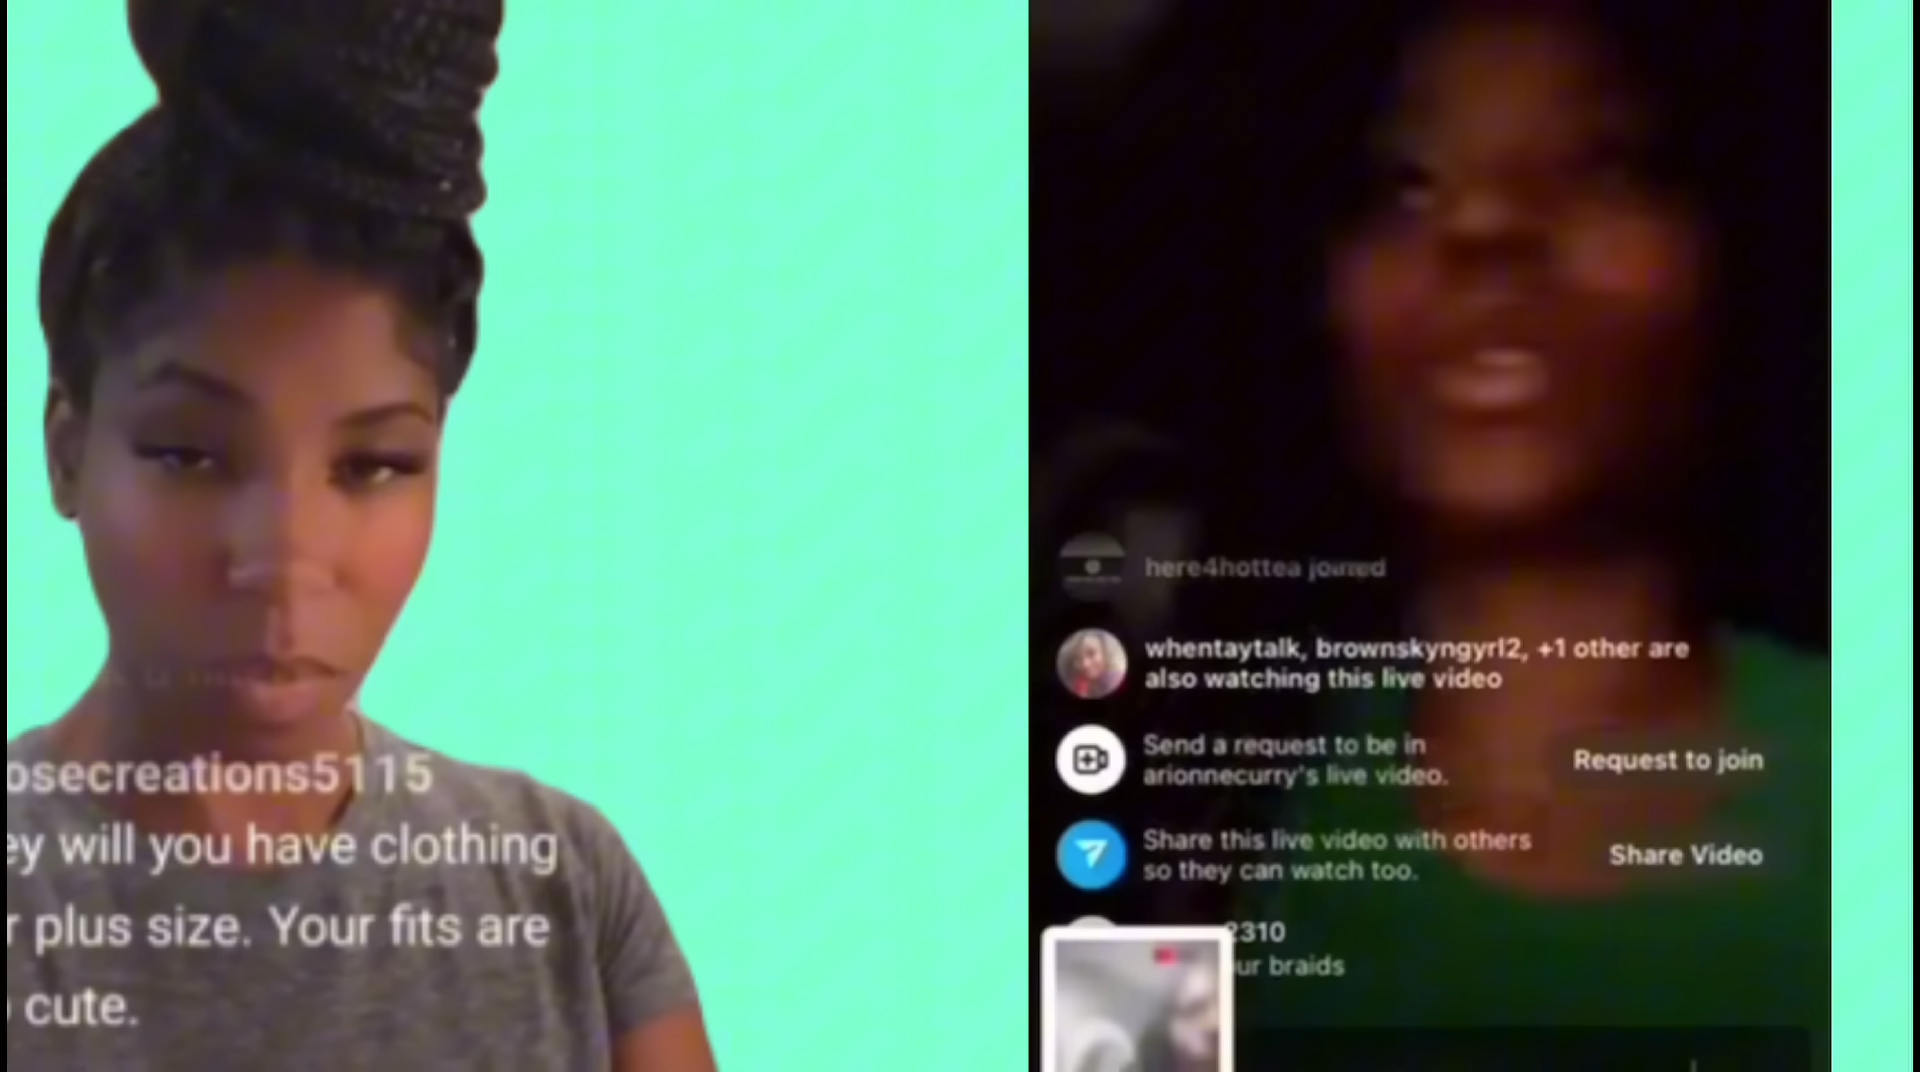 osecreations5115
ey will you have clothing
r plus size. Your fits are
cute.
here4hottea joined
whentaytalk, brownskyngyrl2, +1 other are
also watching this live video
Send a request to be in
arionnecurry's live video.
Request to join
Share this live video with others
so they can watch too.
Share Video
2310
ur braids